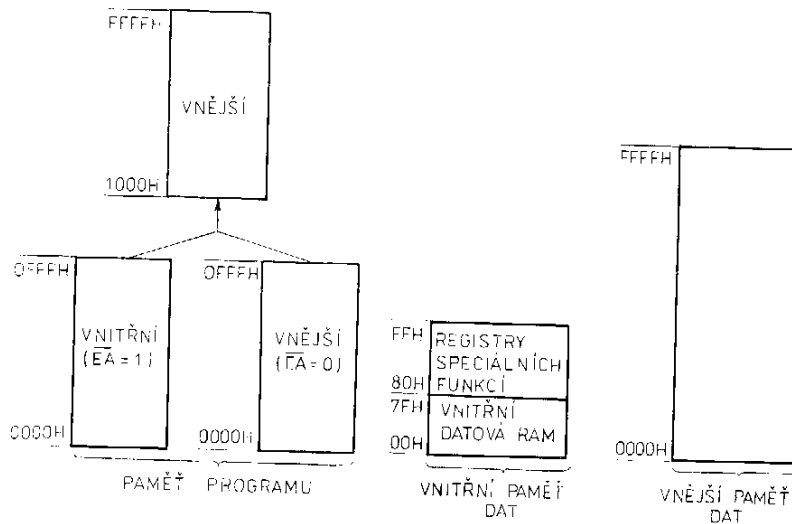 FFFFH
VNĚJŠÍ
1000H
0FFFH
VNITŘNÍ
(EA = 1)
0000H
0FFFH
VNĚJŠÍ
(EA = 0)
0000H
PAMĚŤ PROGRAMU
FFH
REGISTRY
SPECIÁLNÍCH
FUNKCÍ
80H
7FH
VNITŘNÍ
DATOVÁ RAM
00H
VNITŘNÍ PAMĚŤ
DAT
FFFFH
0000H
VNĚJŠÍ PAMĚŤ
DAT